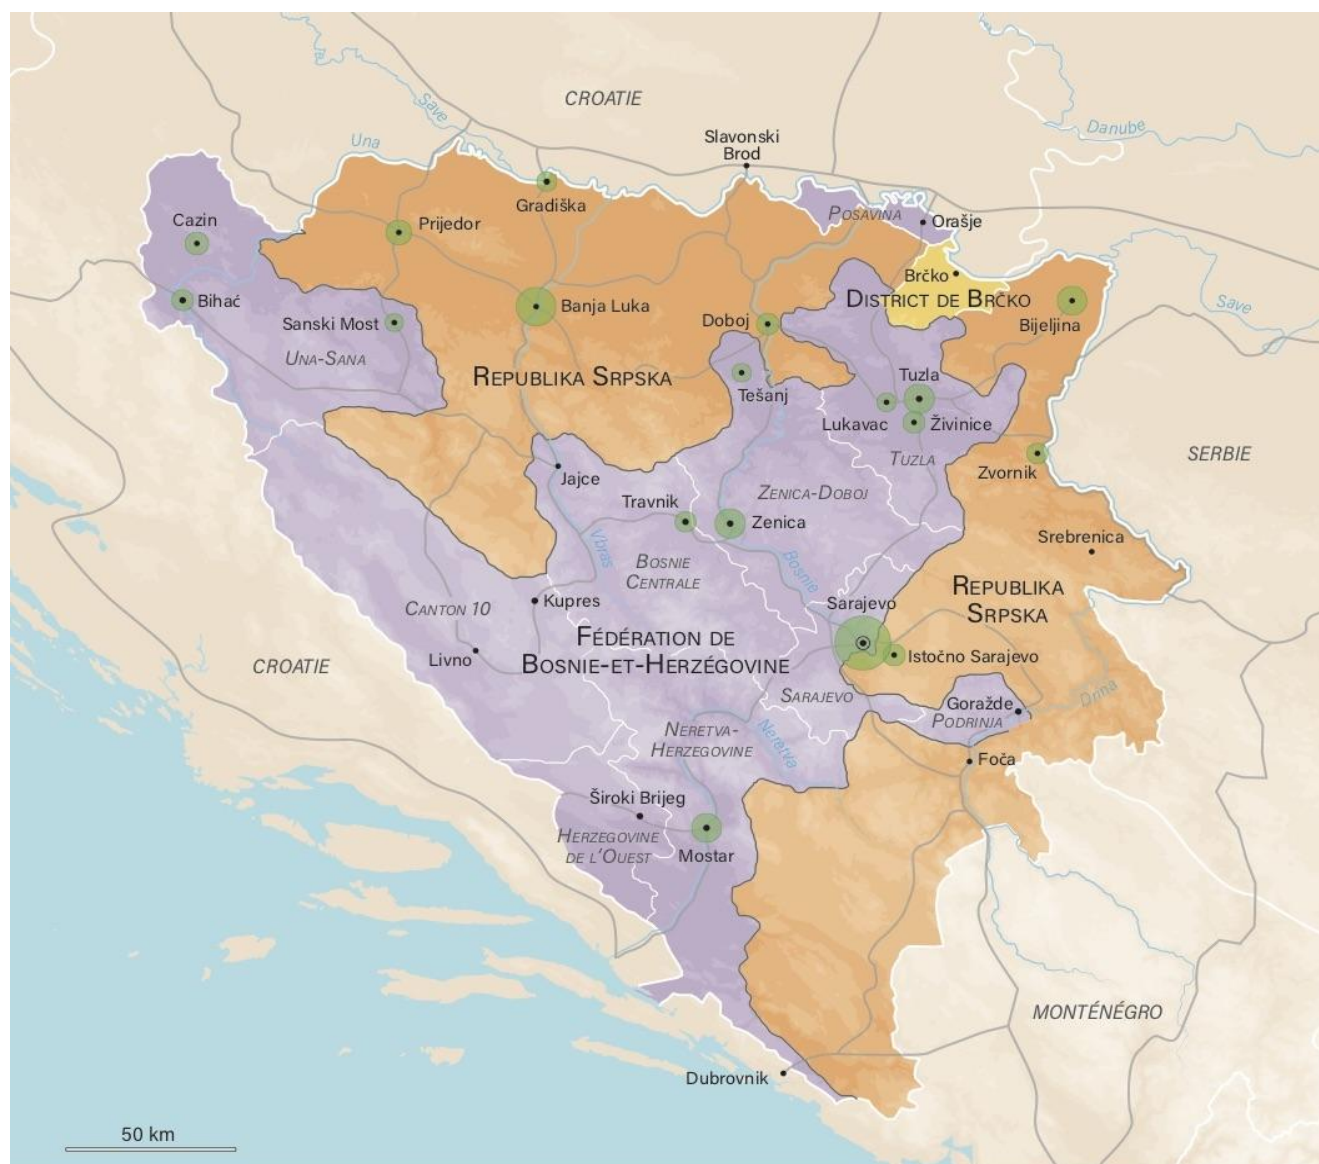 CROATIE
Save
Danube
Slavonski
Brod
Una
Gradiška
Cazin
Prijedor
POSAVINA
Orašje
Brčko
DISTRICT DE BRČKO
Bihać
Banja Luka
Save
Sanski Most
Doboj
Bijeljina
UNA-SANA
REPUBLIKA SRPSKA
Tuzla
Tešanj
Lukavac
Živinice
TUZLA
SERBIE
Zvornik
Jajce
ZENICA-DOBOJ
Travnik
Zenica
Srebrenica
Vbras
Bosnie
BOSNIE
CENTRALE
REPUBLIKA
SRPSKA
CANTON 10
Kupres
Sarajevo
FÉDÉRATION DE
BOSNIE-ET-HERZÉGOVINE
Istočno Sarajevo
Livno
CROATIE
SARAJEVO
Drina
Goražde
PODRINJA
NERETVA-
HERZEGOVINE
Neretva
Foča
Široki Brijeg
HERZEGOVINE
DE L'OUEST
Mostar
MONTÉNÉGRO
Dubrovnik
50 km